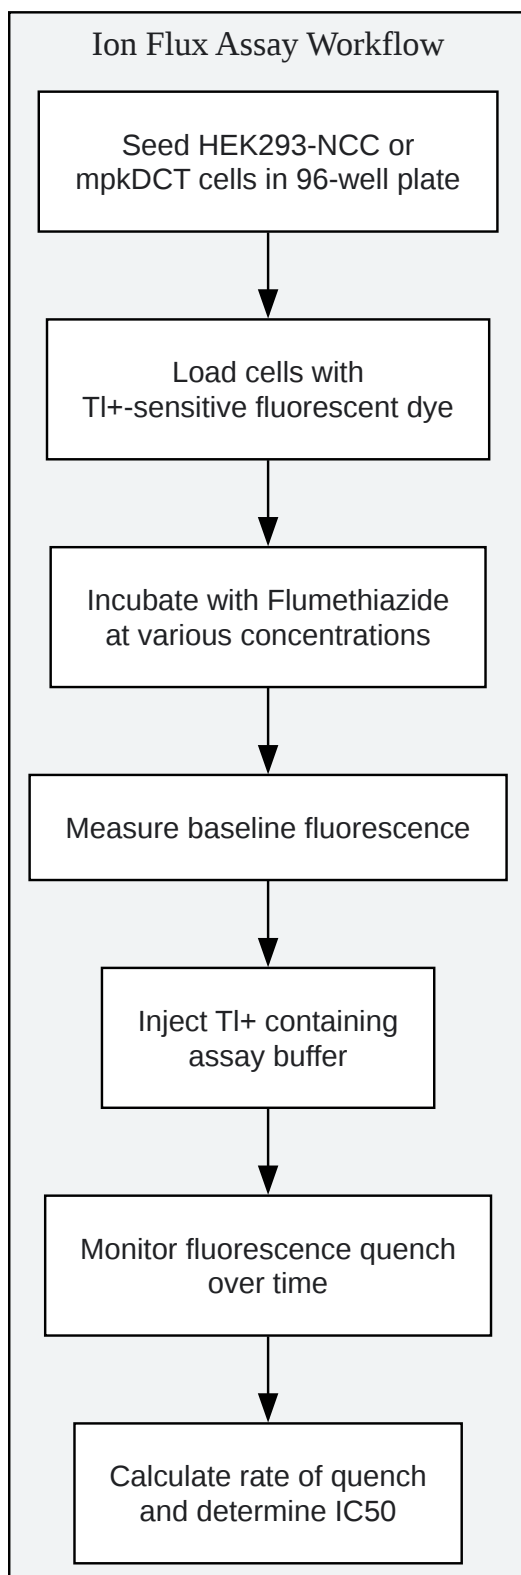 Ion Flux Assay Workflow
Seed HEK293-NCC or
mpkDCT cells in 96-well plate
Load cells with
Tl+-sensitive fluorescent dye
Incubate with Flumethiazide
at various concentrations
Measure baseline fluorescence
Inject Tl+ containing
assay buffer
Monitor fluorescence quench
over time
Calculate rate of quench
and determine IC50